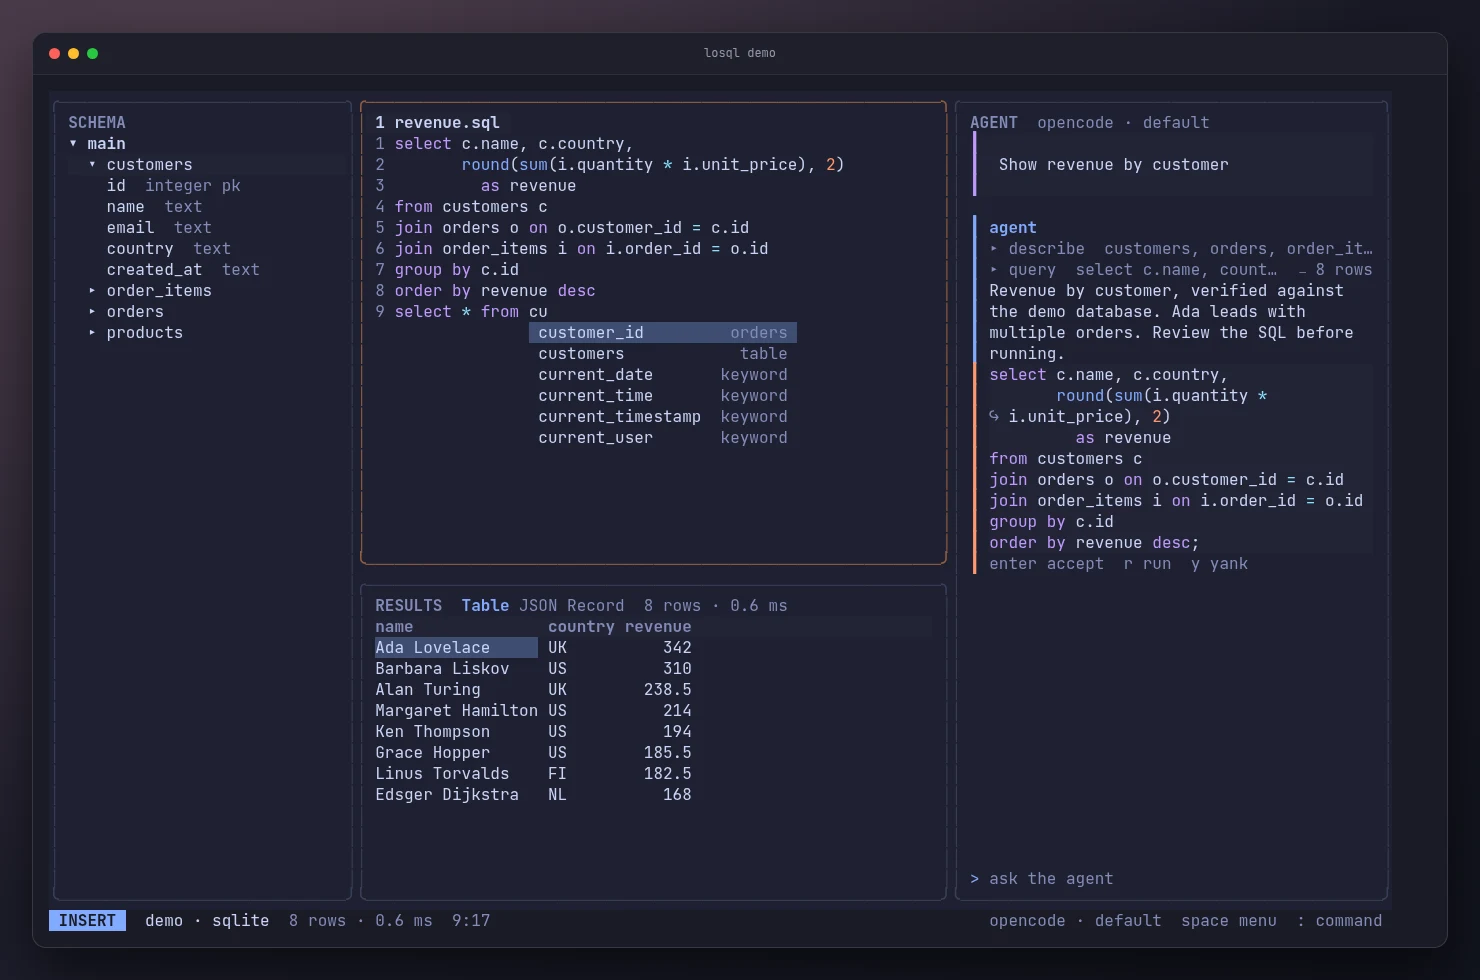 losql demo
SCHEMA
▾ main
▾ customers
id integer pk
name text
email text
country text
created_at text
▸ order_items
▸ orders
▸ products
1 revenue.sql
1 select c.name, c.country,
2 round(sum(i.quantity * i.unit_price), 2)
3 as revenue
4 from customers c
5 join orders o on o.customer_id = c.id
6 join order_items i on i.order_id = o.id
7 group by c.id
8 order by revenue desc
9 select * from cu
customer_id orders
customers table
current_date keyword
current_time keyword
current_timestamp keyword
current_user keyword
RESULTS Table JSON Record 8 rows · 0.6 ms
name country revenue
Ada Lovelace UK 342
Barbara Liskov US 310
Alan Turing UK 238.5
Margaret Hamilton US 214
Ken Thompson US 194
Grace Hopper US 185.5
Linus Torvalds FI 182.5
Edsger Dijkstra NL 168
AGENT opencode · default
Show revenue by customer
agent
▸ describe customers, orders, order_it…
▸ query select c.name, count… — 8 rows
Revenue by customer, verified against
the demo database. Ada leads with
multiple orders. Review the SQL before
running.
select c.name, c.country,
round(sum(i.quantity *
↪ i.unit_price), 2)
as revenue
from customers c
join orders o on o.customer_id = c.id
join order_items i on i.order_id = o.id
group by c.id
order by revenue desc;
enter accept r run y yank
> ask the agent
INSERT demo · sqlite 8 rows · 0.6 ms 9:17
opencode · default space menu : command